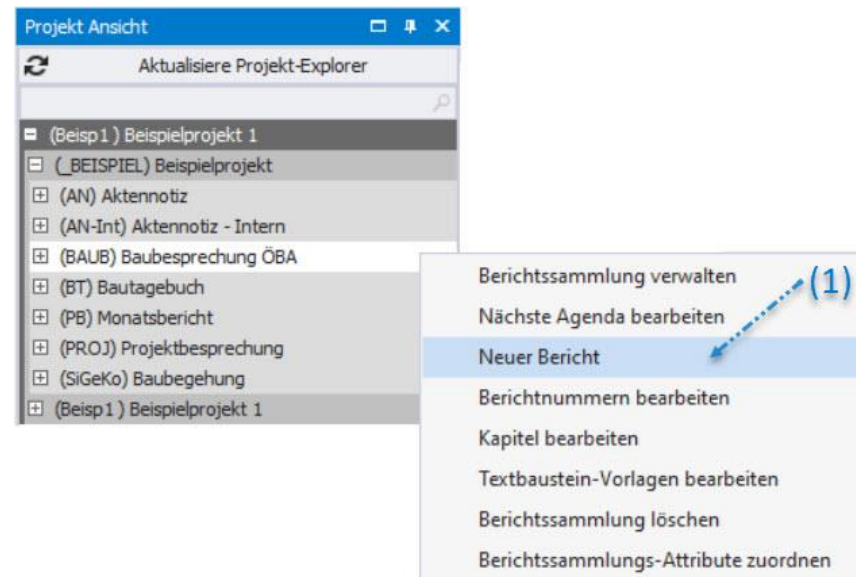 Projekt Ansicht
Aktualisiere Projekt-Explorer
(Beisp1 ) Beispielprojekt 1
(_BEISPIEL) Beispielprojekt
(AN) Aktennotiz
(AN-Int) Aktennotiz - Intern
(BAUB) Baubesprechung ÖBA
(BT) Bautagebuch
(PB) Monatsbericht
(PROJ) Projektbesprechung
(SiGeKo) Baubegehung
(Beisp1 ) Beispielprojekt 1
Berichtssammlung verwalten
(1)
Nächste Agenda bearbeiten
Neuer Bericht
Berichtnummern bearbeiten
Kapitel bearbeiten
Textbaustein-Vorlagen bearbeiten
Berichtssammlung löschen
Berichtssammlungs-Attribute zuordnen